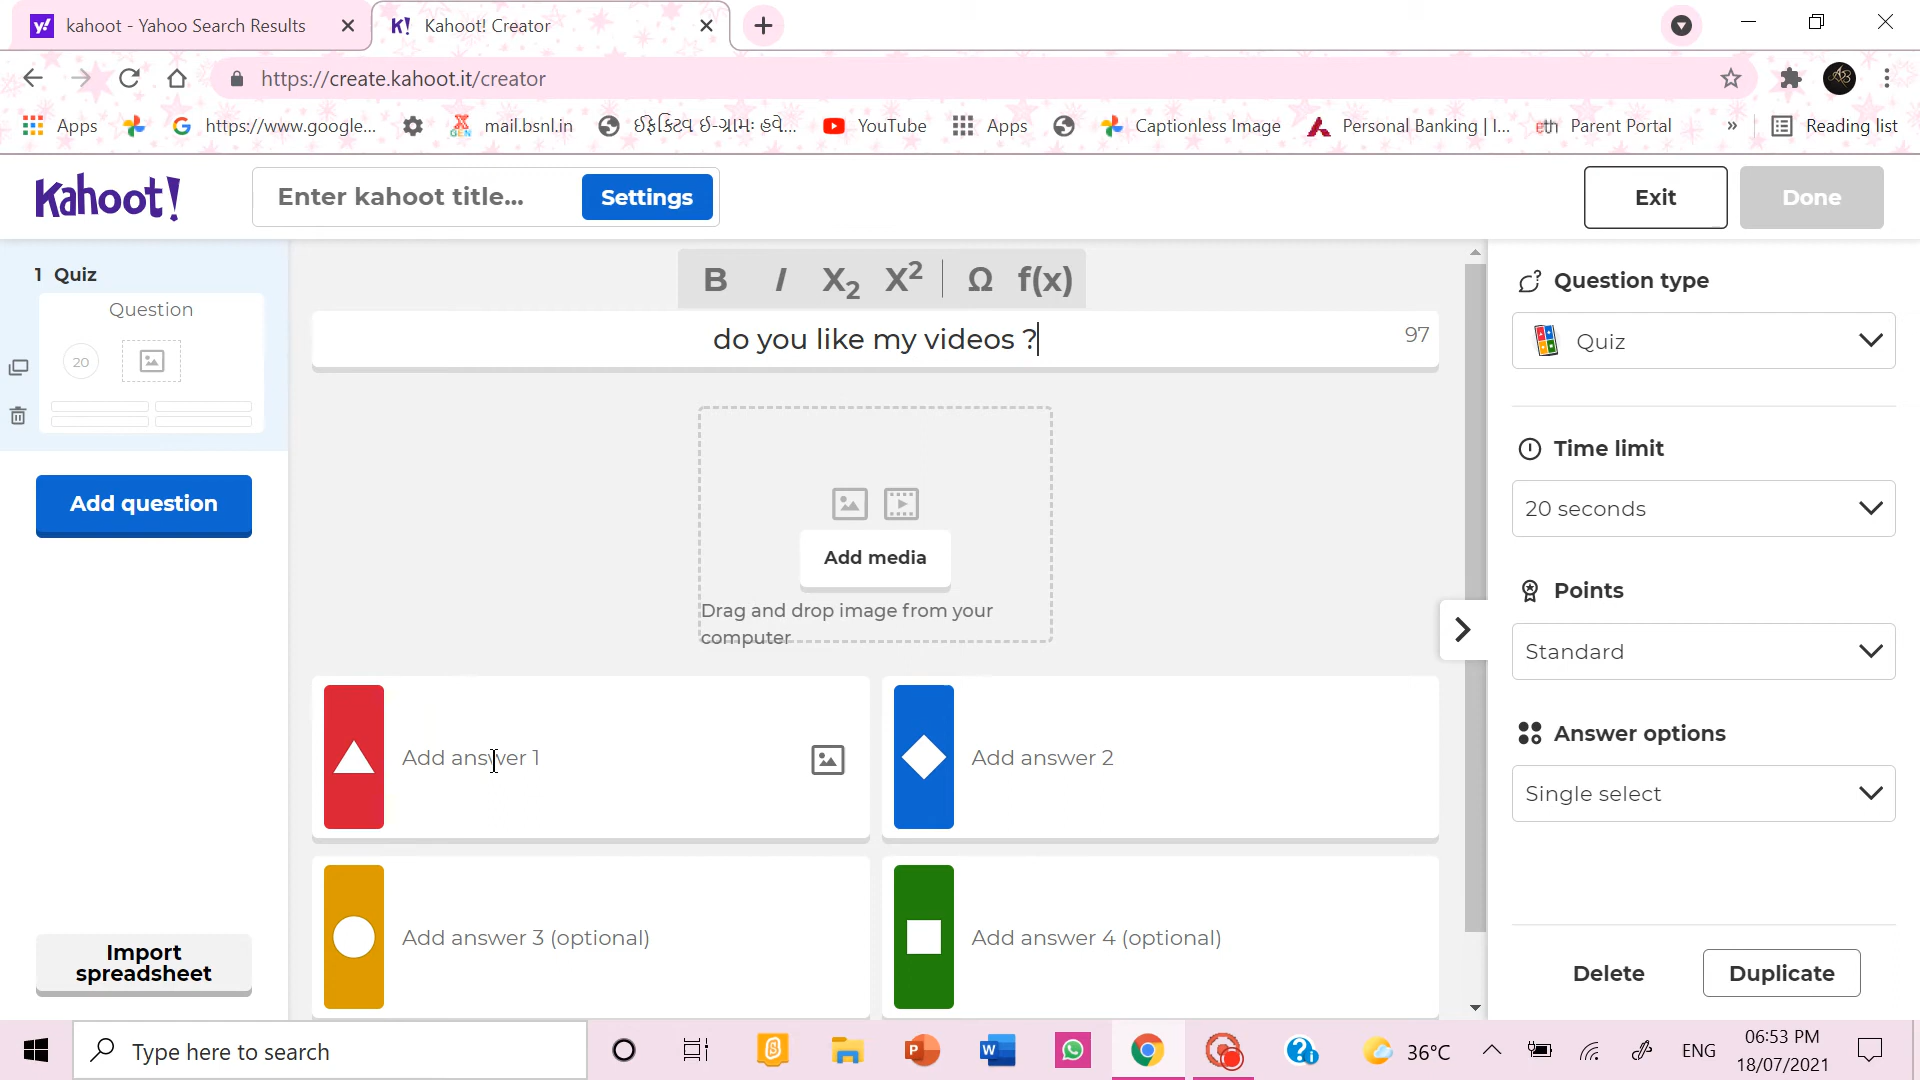 kahoot - Yahoo Search Results
K! Kahoot! Creator
https://create.kahoot.it/creator
Apps https://www.google... mail.bsnl.in YouTube Apps Captionless Image Personal Banking | I... eth Parent Portal » Reading list
Kahoot! Enter kahoot title... Settings Exit Done
1 Quiz
Question
20
Add question
Import
spreadsheet
B I X2 X2 Ω f(x)
do you like my videos ? 97
Add media
Drag and drop image from your
computer
Add answer 1
Add answer 2
Add answer 3 (optional)
Add answer 4 (optional)
Question type
Quiz
Time limit
20 seconds
Points
Standard
Answer options
Single select
Delete Duplicate
Type here to search
36°C ENG 06:53 PM
18/07/2021